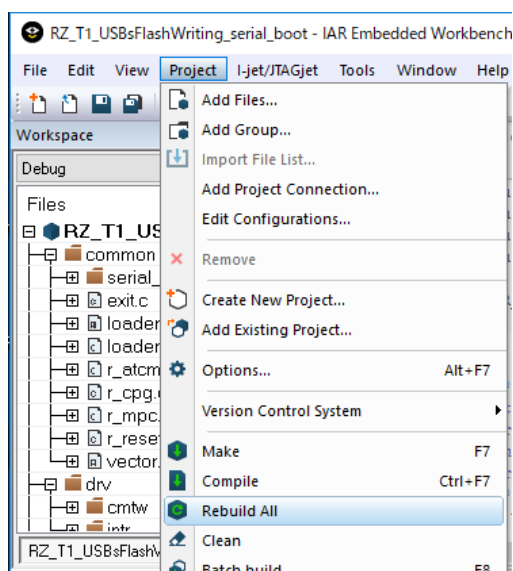 RZ_T1_USBsFlashWriting_serial_boot - IAR Embedded Workbench
File Edit View Project I-jet/JTAGjet Tools Window Help
Workspace
Debug
Files
RZ_T1_US
common
serial_
exit.c
loader
loader
r_atcm
r_cpg.
r_mpc.
r_rese
vector.
drv
cmtw
intr
RZ_T1_USBsFlashW
Add Files...
Add Group...
Import File List...
Add Project Connection...
Edit Configurations...
Remove
Create New Project...
Add Existing Project...
Options... Alt+F7
Version Control System
Make F7
Compile Ctrl+F7
Rebuild All
Clean
Batch build... F8